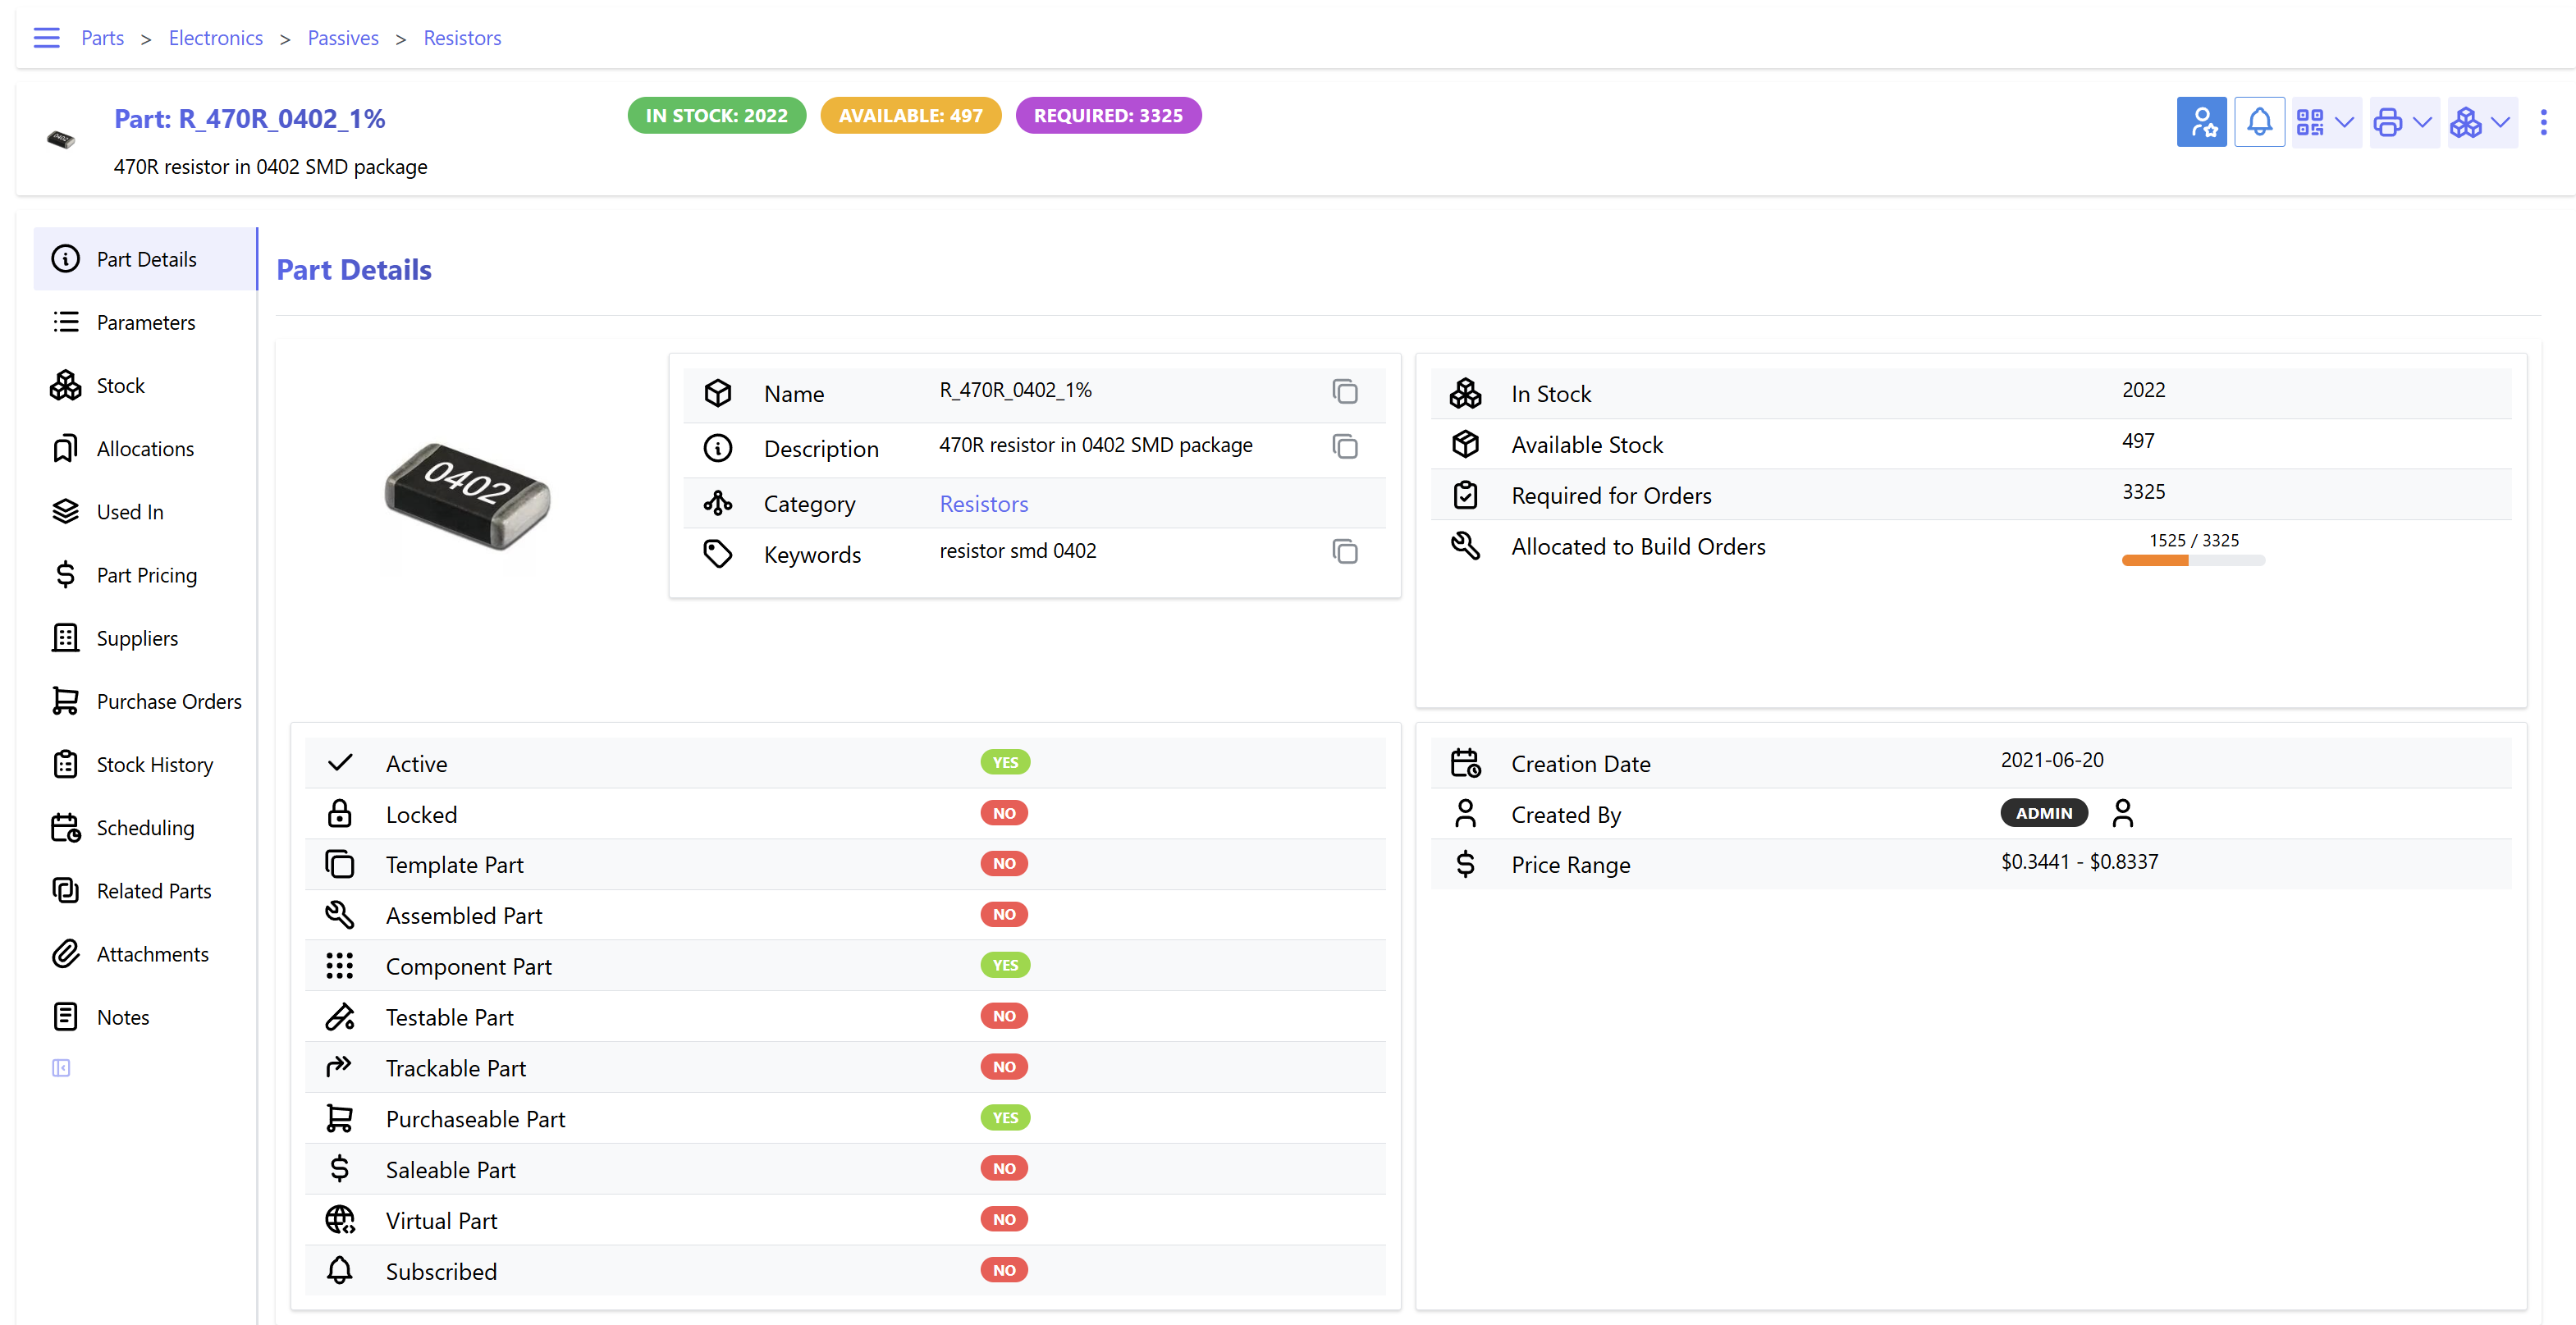 Parts > Electronics > Passives > Resistors
Part: R_470R_0402_1%
470R resistor in 0402 SMD package
IN STOCK: 2022
AVAILABLE: 497
REQUIRED: 3325
Part Details
Parameters
Stock
Allocations
Used In
Part Pricing
Suppliers
Purchase Orders
Stock History
Scheduling
Related Parts
Attachments
Notes
Part Details
0402
Name R_470R_0402_1%
Description 470R resistor in 0402 SMD package
Category Resistors
Keywords resistor smd 0402
In Stock 2022
Available Stock 497
Required for Orders 3325
Allocated to Build Orders 1525 / 3325
Active YES
Locked NO
Template Part NO
Assembled Part NO
Component Part YES
Testable Part NO
Trackable Part NO
Purchaseable Part YES
Saleable Part NO
Virtual Part NO
Subscribed NO
Creation Date 2021-06-20
Created By ADMIN
Price Range $0.3441 - $0.8337